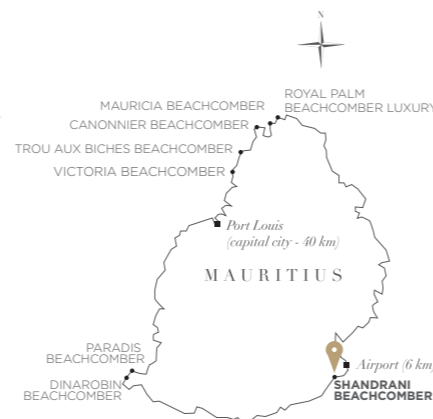 N
ROYAL PALM
BEACHCOMBER LUXURY
MAURICIA BEACHCOMBER
CANONNIER BEACHCOMBER
TROU AUX BICHES BEACHCOMBER
VICTORIA BEACHCOMBER
Port Louis
(capital city - 40 km)
MAURITIUS
PARADIS
BEACHCOMBER
DINAROBIN
BEACHCOMBER
Airport (6 km)
SHANDRANI
BEACHCOMBER